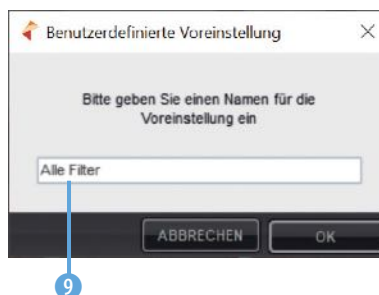 Benutzerdefinierte Voreinstellung
Bitte geben Sie einen Namen für die
Voreinstellung ein
Alle Filter
ABBRECHEN OK
9